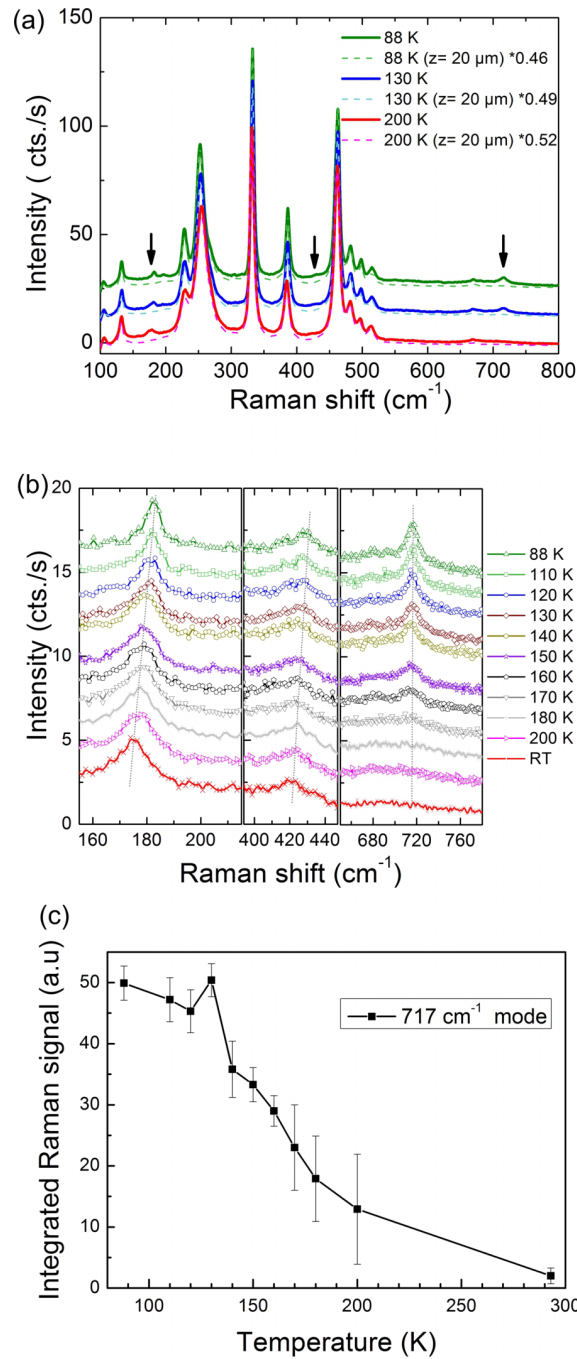 (a)
150
100
50
0
Intensity ( cts./s)
88 K
88 K (z= 20 µm) *0.46
130 K
130 K (z= 20 µm) *0.49
200 K
200 K (z= 20 µm) *0.52
100 200 300 400 500 600 700 800
Raman shift (cm⁻¹)
(b)
20
15
10
5
0
Intensity (cts./s)
88 K
110 K
120 K
130 K
140 K
150 K
160 K
170 K
180 K
200 K
RT
160 180 200 400 420 440 680 720 760
Raman shift (cm⁻¹)
(c)
50
40
30
20
10
0
Integrated Raman signal (a.u)
717 cm⁻¹ mode
100 150 200 250 300
Temperature (K)